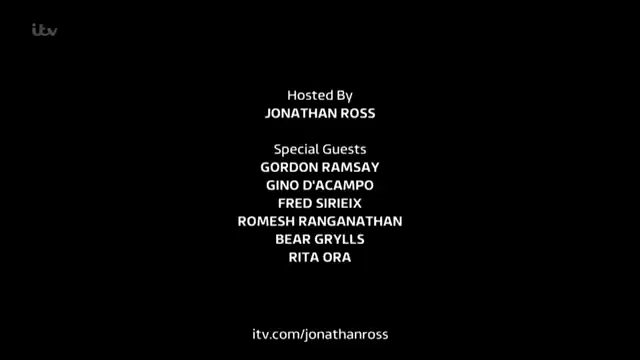 itv
Hosted By
JONATHAN ROSS
Special Guests
GORDON RAMSAY
GINO D'ACAMPO
FRED SIRIEIX
ROMESH RANGANATHAN
BEAR GRYLLS
RITA ORA
itv.com/jonathanross